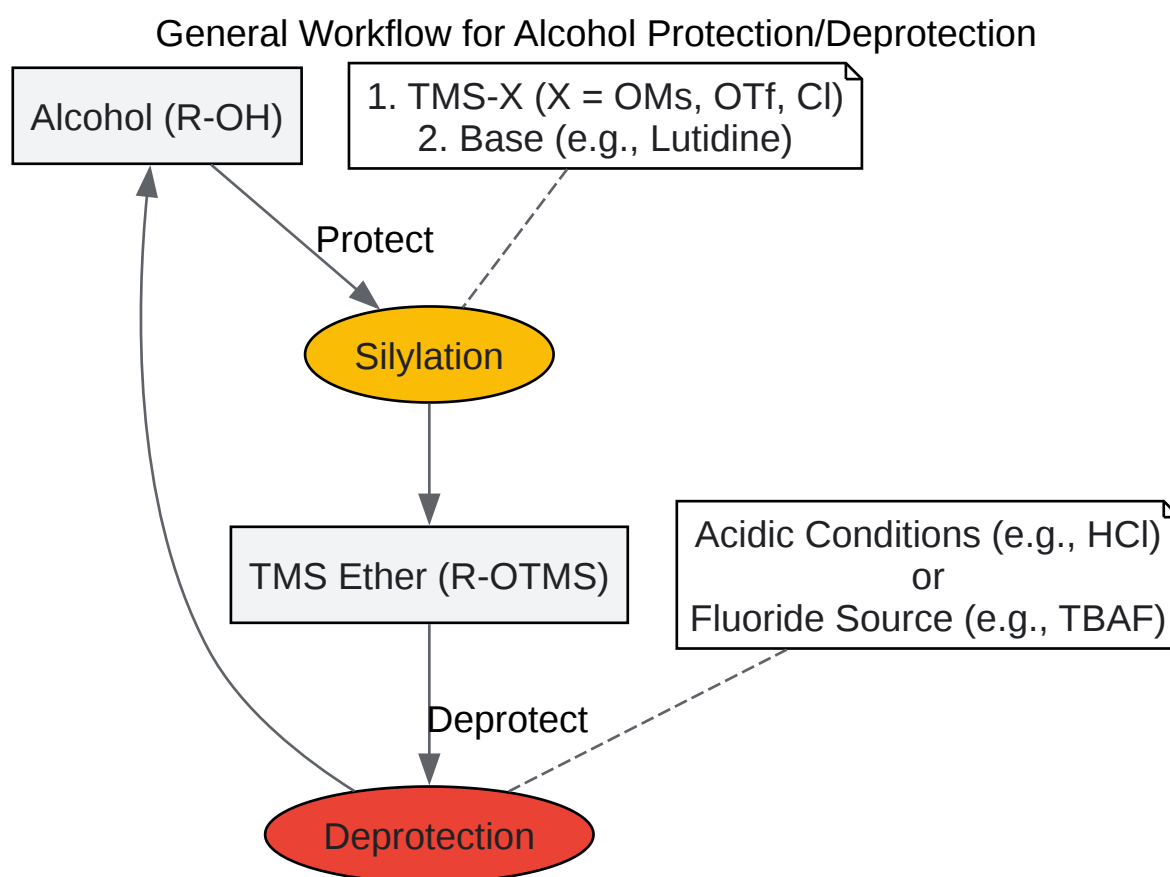 General Workflow for Alcohol Protection/Deprotection
Alcohol (R-OH)
1. TMS-X (X = OMs, OTf, Cl)
2. Base (e.g., Lutidine)
Protect
Silylation
TMS Ether (R-OTMS)
Acidic Conditions (e.g., HCl)
or
Fluoride Source (e.g., TBAF)
Deprotect
Deprotection